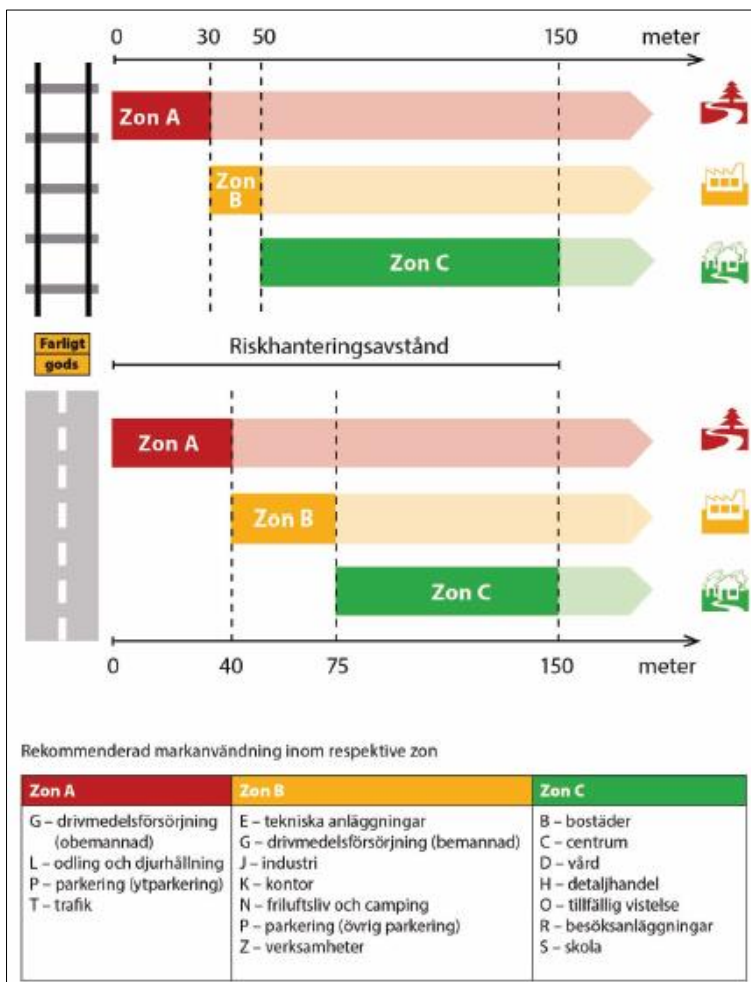 0 30 50 150 meter
Zon A
Zon
B
Zon C
Farligt
gods
Riskhanteringsavstånd
Zon A
Zon B
Zon C
0 40 75 150 meter
Rekommenderad markanvändning inom respektive zon
Zon A
G – drivmedelsförsörjning
(obemannad)
L – odling och djurhållning
P – parkering (ytparkering)
T – trafik
Zon B
E – tekniska anläggningar
G – drivmedelsförsörjning (bemannad)
J – industri
K – kontor
N – friluftsliv och camping
P – parkering (övrig parkering)
Z – verksamheter
Zon C
B – bostäder
C – centrum
D – vård
H – detaljhandel
O – tillfällig vistelse
R – besöksanläggningar
S – skola